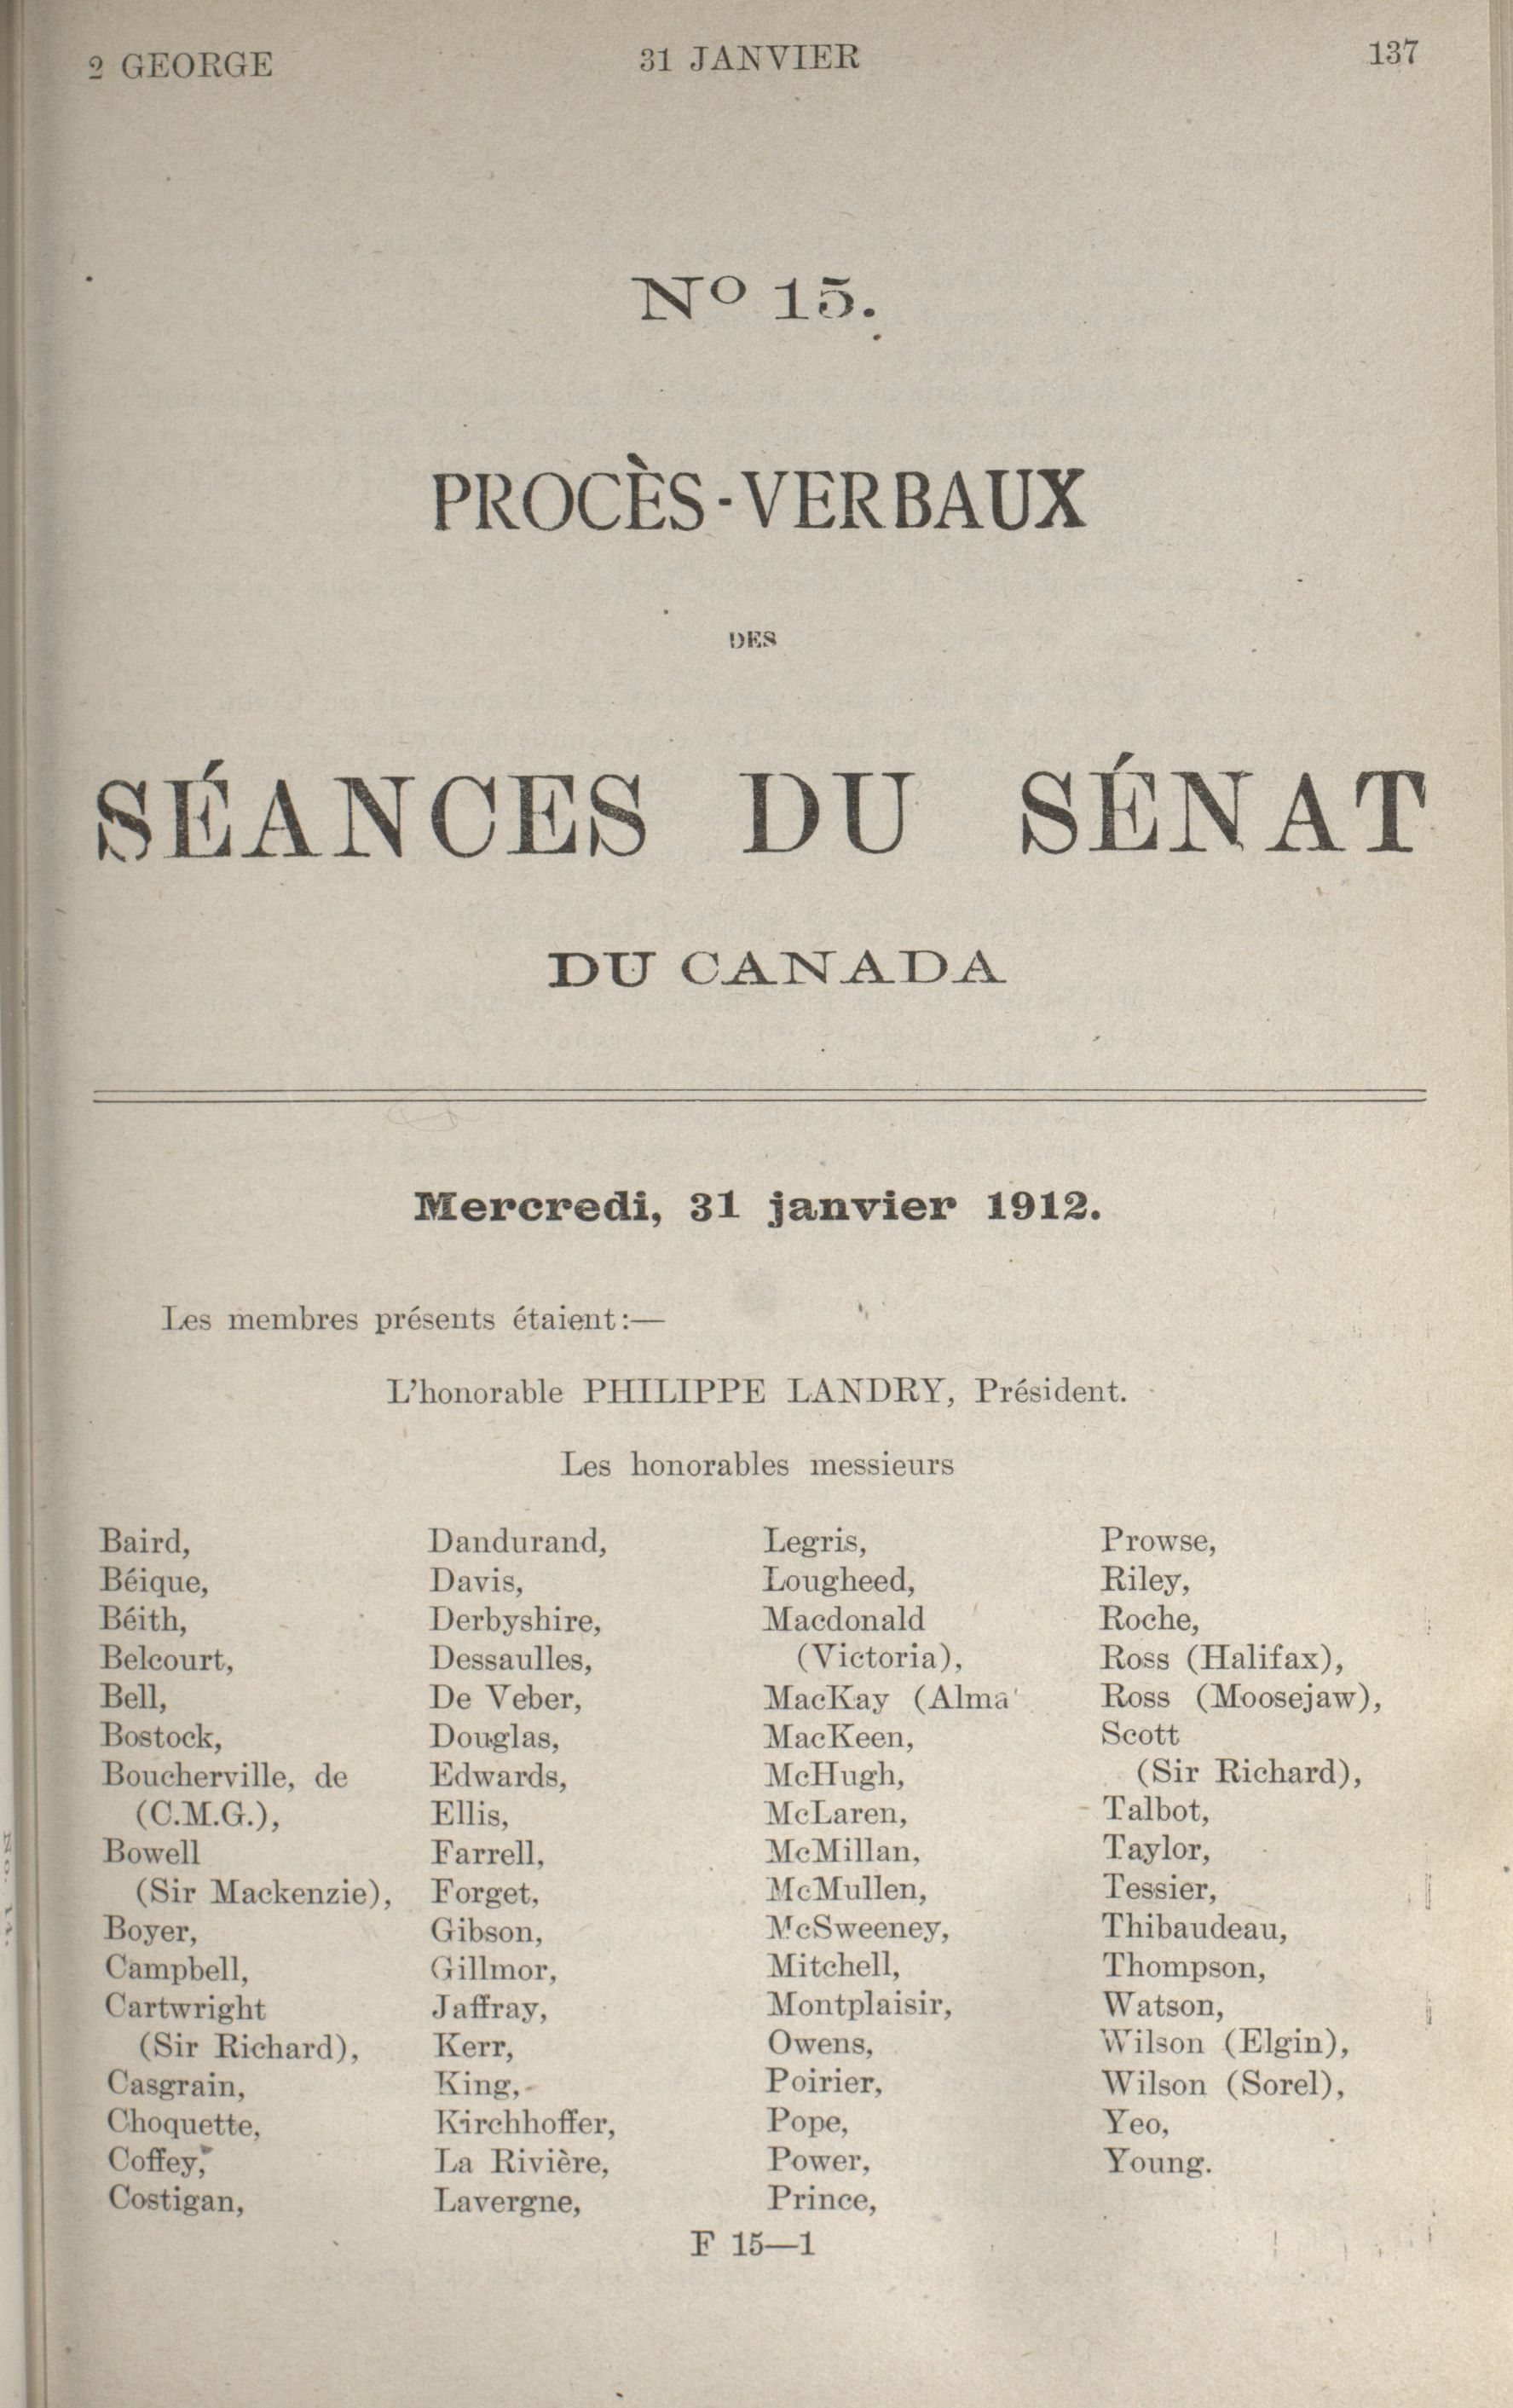 2 GEORGE 31 JANVIER 137
Nº 15.
PROCÈS-VERBAUX
DES
SÉANCES DU SÉNAT
DU CANADA
Mercredi, 31 janvier 1912.
Les membres présents étaient:—
L'honorable PHILIPPE LANDRY, Président.
Les honorables messieurs
Baird,
Béique,
Béith,
Belcourt,
Bell,
Bostock,
Boucherville, de
(C.M.G.),
Bowell
(Sir Mackenzie),
Boyer,
Campbell,
Cartwright
(Sir Richard),
Casgrain,
Choquette,
Coffey,
Costigan,
Dandurand,
Davis,
Derbyshire,
Dessaulles,
De Veber,
Douglas,
Edwards,
Ellis,
Farrell,
Forget,
Gibson,
Gillmor,
Jaffray,
Kerr,
King,
Kirchhoffer,
La Rivière,
Lavergne,
Legris,
Lougheed,
Macdonald
(Victoria),
MacKay (Alma
MacKeen,
McHugh,
McLaren,
McMillan,
McMullen,
McSweeney,
Mitchell,
Montplaisir,
Owens,
Poirier,
Pope,
Power,
Prince,
Prowse,
Riley,
Roche,
Ross (Halifax),
Ross (Moosejaw),
Scott
(Sir Richard),
Talbot,
Taylor,
Tessier,
Thibaudeau,
Thompson,
Watson,
Wilson (Elgin),
Wilson (Sorel),
Yeo,
Young.
F 15—1